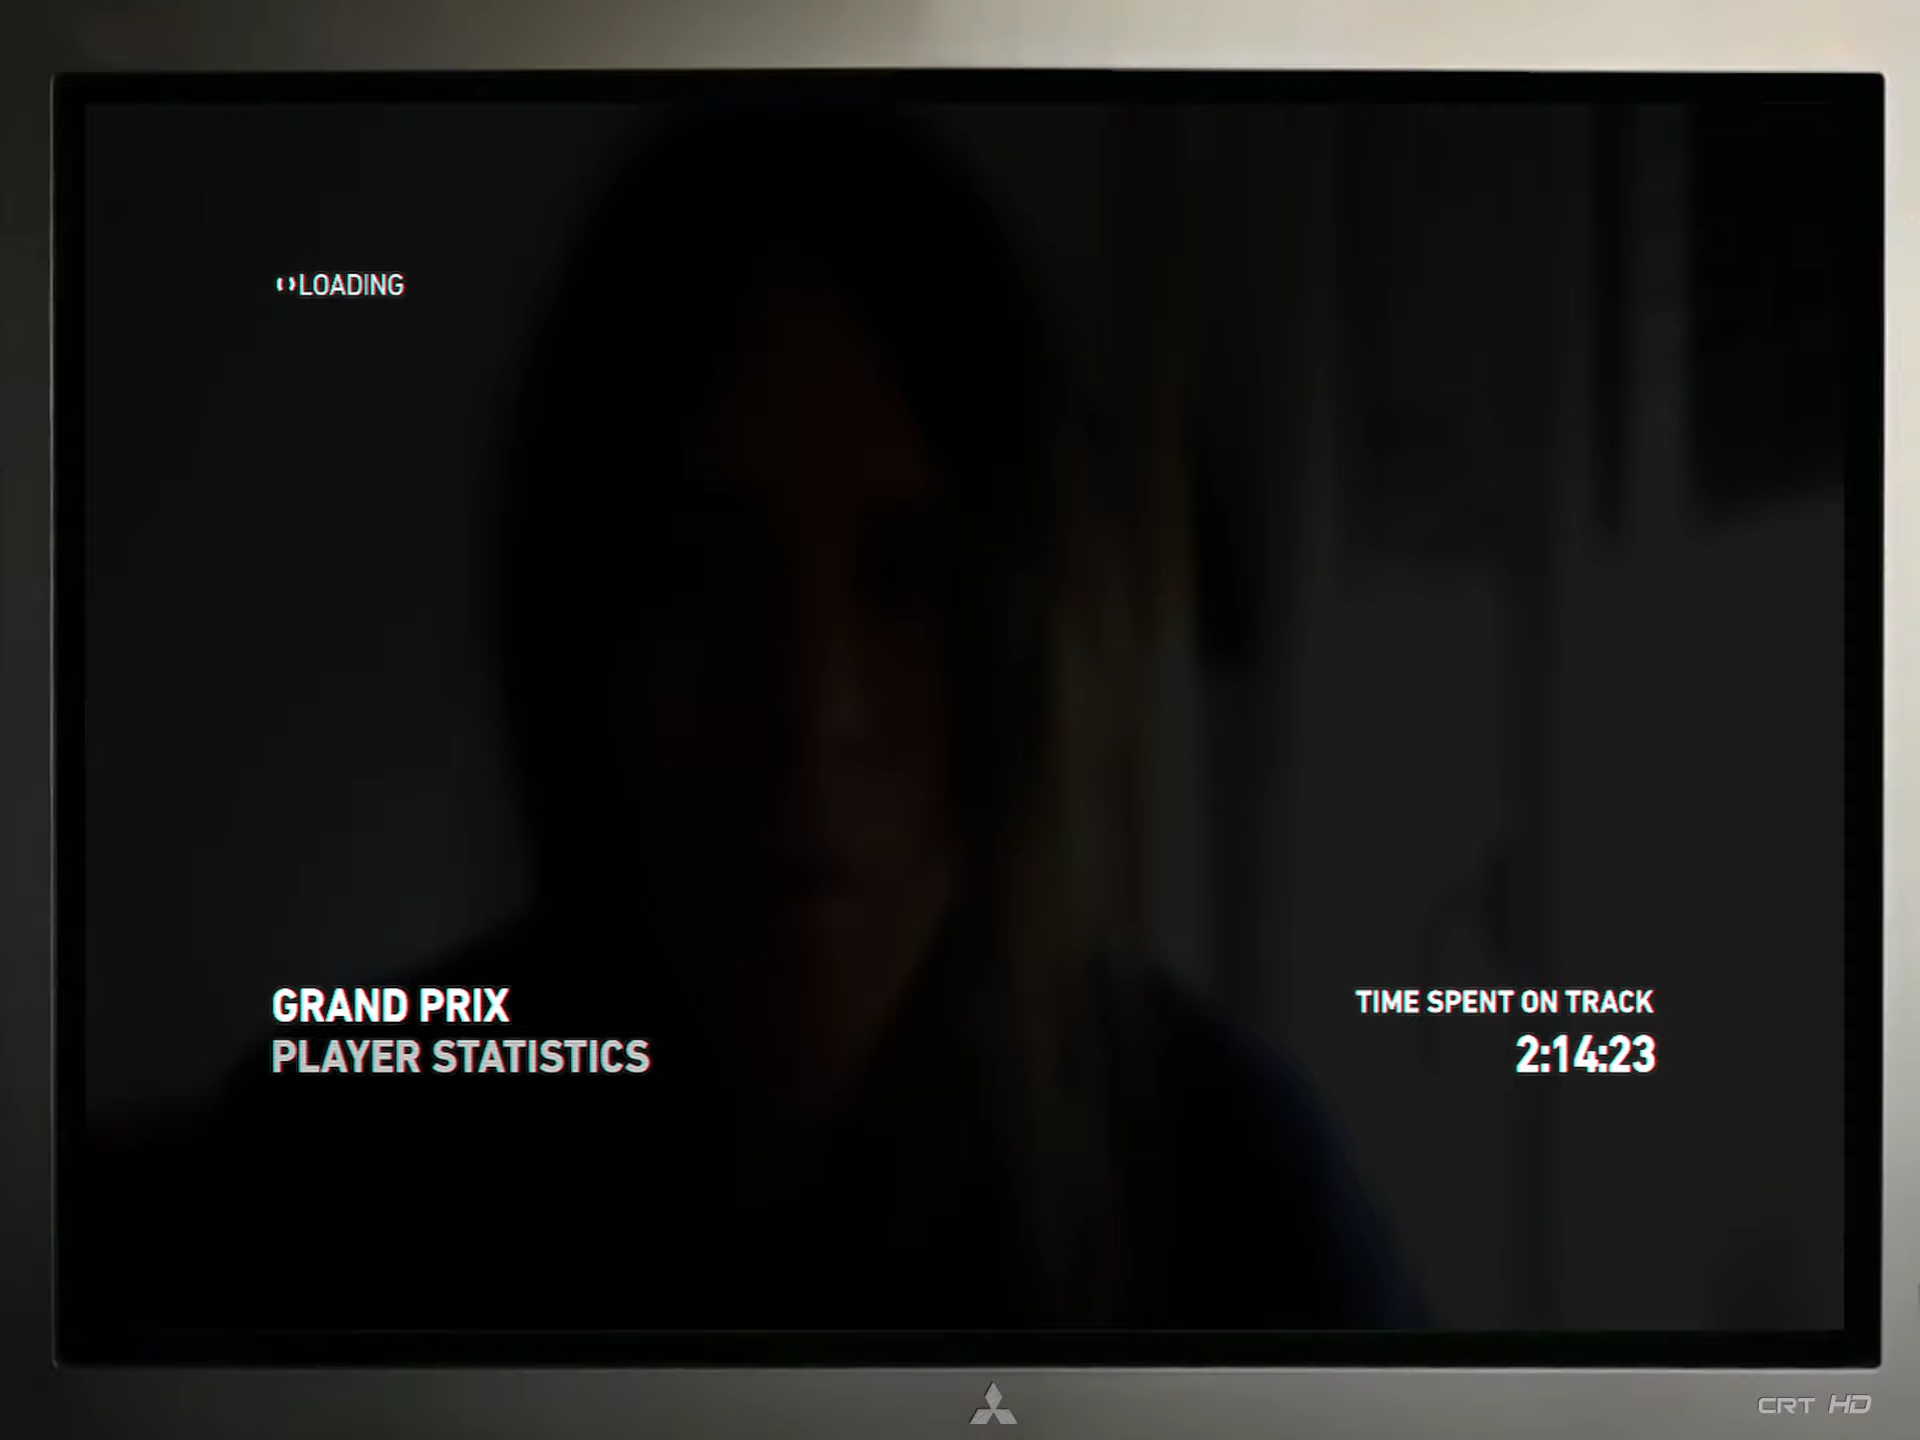 LOADING
GRAND PRIX
PLAYER STATISTICS
TIME SPENT ON TRACK
2:14:23
CRT HD